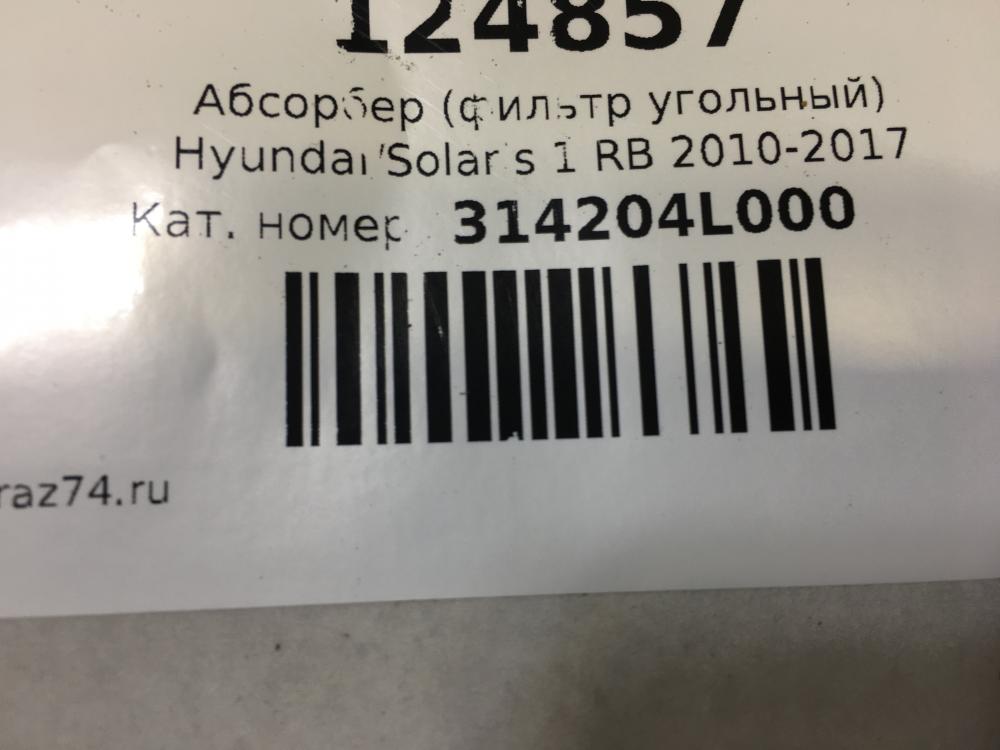 124857
Абсорбер (фильтр угольный)
Hyundai Solaris 1 RB 2010-2017
Кат. номер 314204L000
raz74.ru